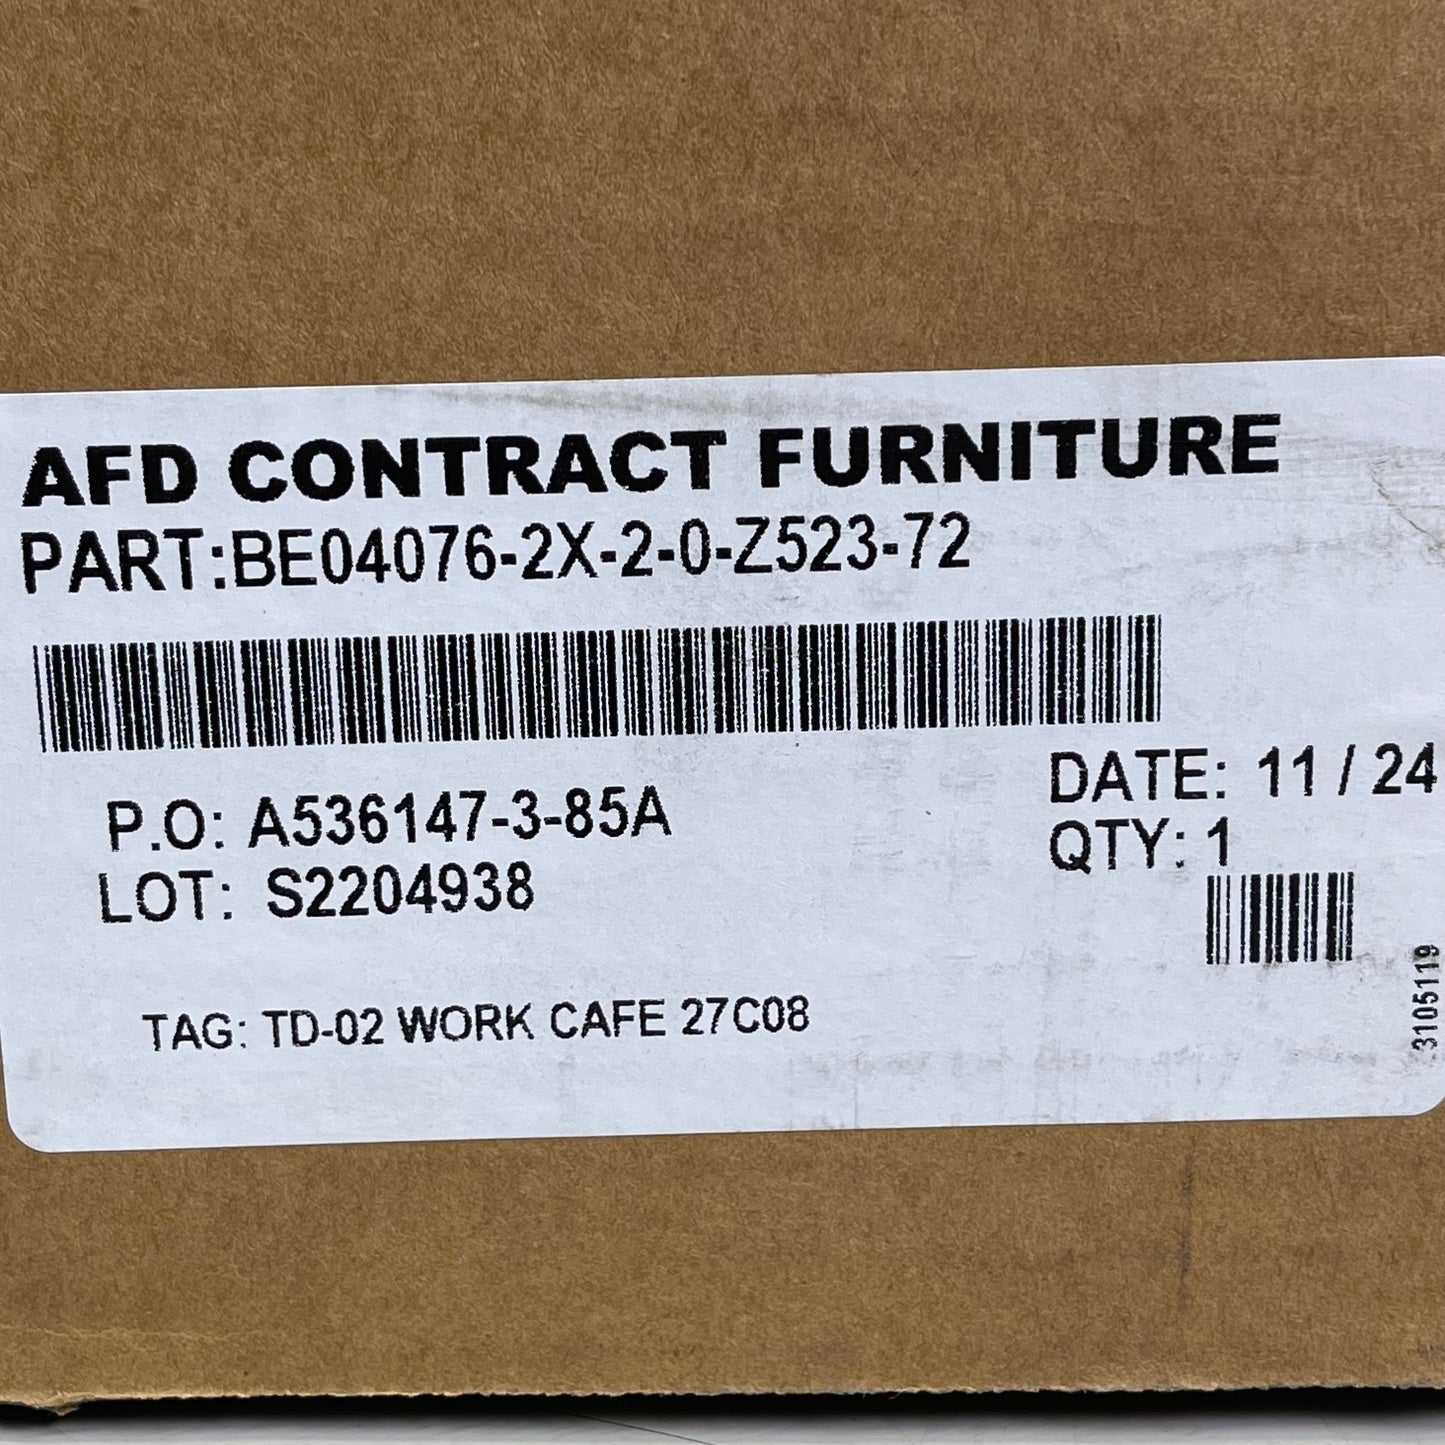 AFD CONTRACT FURNITURE
PART:BE04076-2X-2-0-Z523-72
P.O: A536147-3-85A
LOT: S2204938
DATE: 11 / 24
QTY: 1
TAG: TD-02 WORK CAFE 27C08
3105119